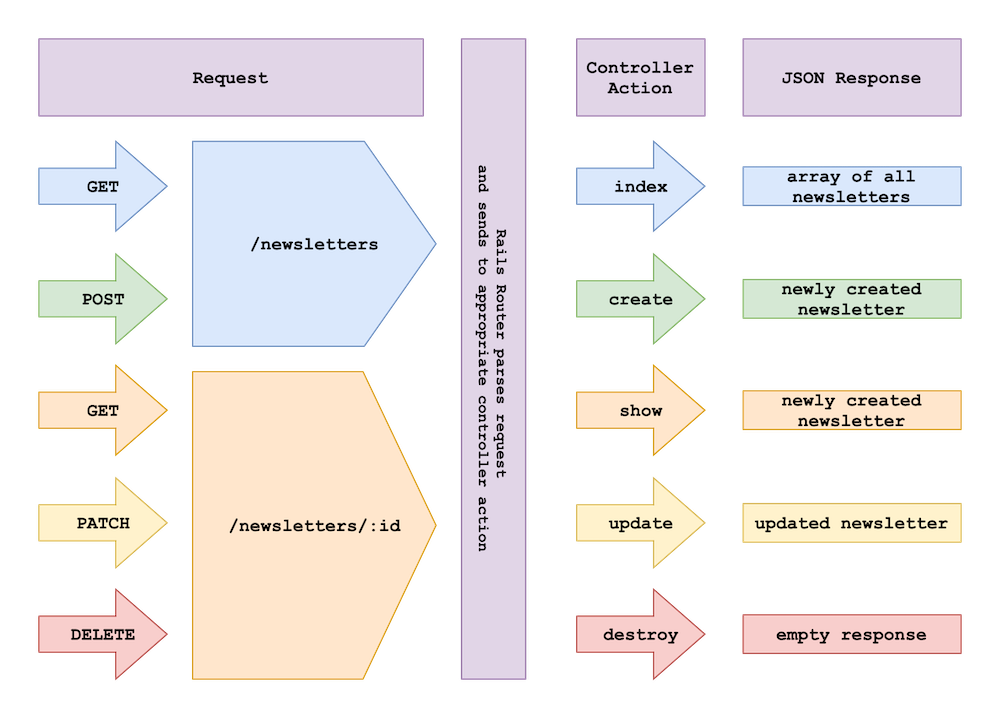 Request
Controller
Action
JSON Response
GET
/newsletters
index
array of all
newsletters
POST
create
newly created
newsletter
Rails Router parses request
and sends to appropriate controller action
GET
show
newly created
newsletter
PATCH
/newsletters/:id
update
updated newsletter
DELETE
destroy
empty response